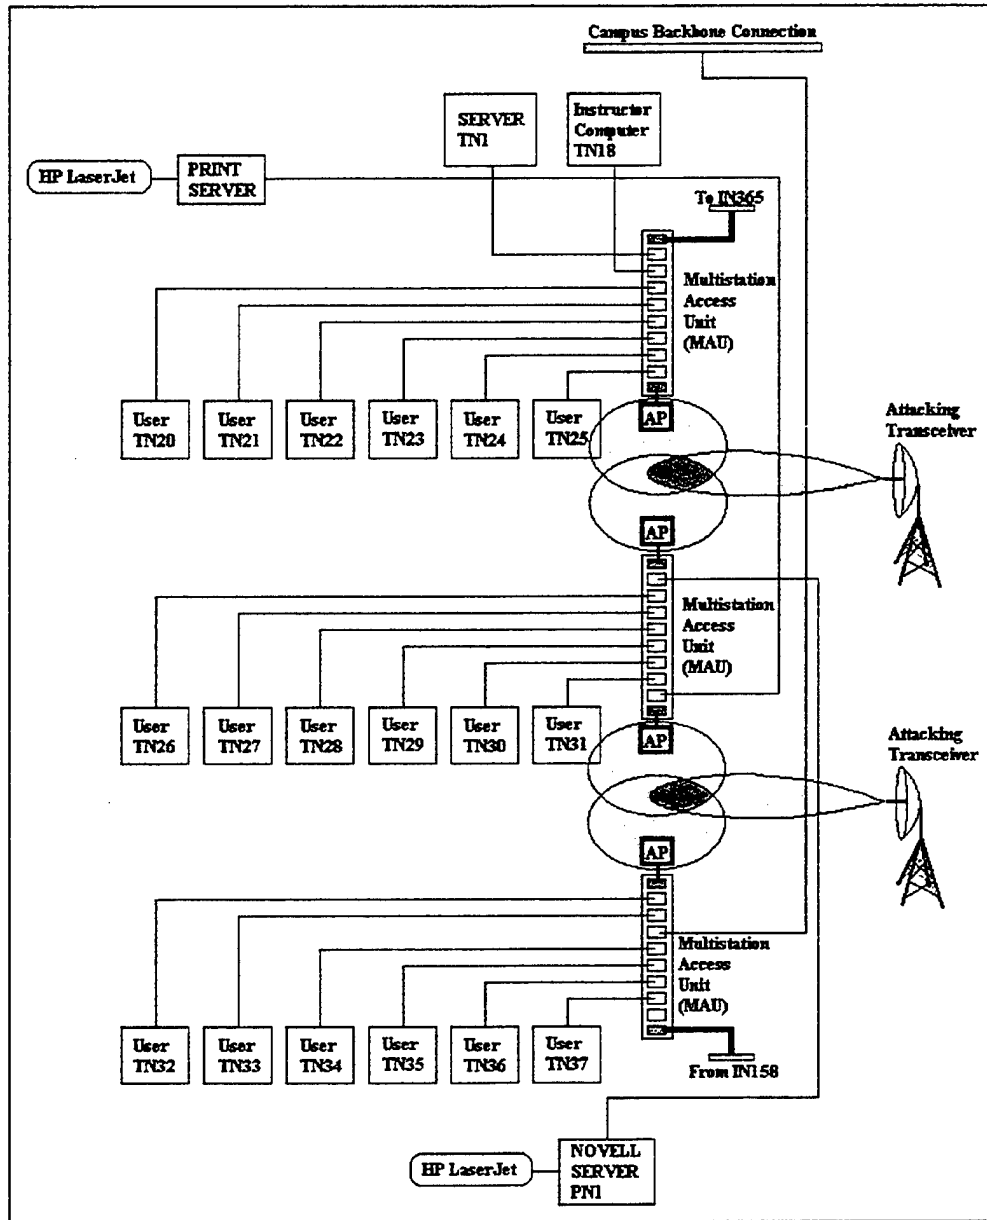 Campus Backbone Connection
SERVER
TN1
Instructor
Computer
TN18
HP LaserJet
PRINT
SERVER
To IN365
Multistation
Access
Unit
(MAU)
User
TN20
User
TN21
User
TN22
User
TN23
User
TN24
User
TN25
AP
Attacking
Transceiver
AP
Multistation
Access
Unit
(MAU)
User
TN26
User
TN27
User
TN28
User
TN29
User
TN30
User
TN31
AP
Attacking
Transceiver
AP
Multistation
Access
Unit
(MAU)
User
TN32
User
TN33
User
TN34
User
TN35
User
TN36
User
TN37
From IN158
HP LaserJet
NOVELL
SERVER
PN1